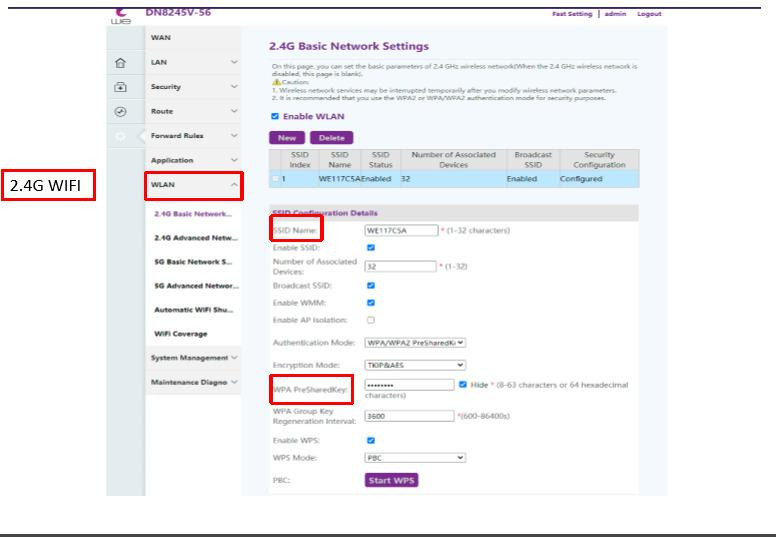 we
DN8245V-56
Fast Setting | admin Logout
WAN
LAN
Security
Route
Forward Rules
Application
2.4G WIFI
WLAN
2.4G Basic Network...
2.4G Advanced Netw...
5G Basic Network S...
5G Advanced Networ...
Automatic WiFi Shu...
WiFi Coverage
System Management
Maintenance Diagno
2.4G Basic Network Settings
On this page, you can set the basic parameters of 2.4 GHz wireless network(When the 2.4 GHz wireless network is
disabled, this page is blank).
Caution:
1. Wireless network services may be interrupted temporarily after you modify wireless network parameters.
2. It is recommended that you use the WPA2 or WPA/WPA2 authentication mode for security purposes.
Enable WLAN
New Delete
SSID Index SSID Name SSID Status Number of Associated Devices Broadcast SSID Security Configuration
1 WE117C5A Enabled 32 Enabled Configured
SSID Configuration Details
SSID Name: WE117C5A * (1-32 characters)
Enable SSID:
Number of Associated
Devices: 32 * (1-32)
Broadcast SSID:
Enable WMM:
Enable AP Isolation:
Authentication Mode: WPA/WPA2 PreSharedKe
Encryption Mode: TKIP&AES
WPA PreSharedKey: •••••••• Hide * (8-63 characters or 64 hexadecimal
characters)
WPA Group Key
Regeneration Interval: 3600 *(600-86400s)
Enable WPS:
WPS Mode: PBC
PBC: Start WPS